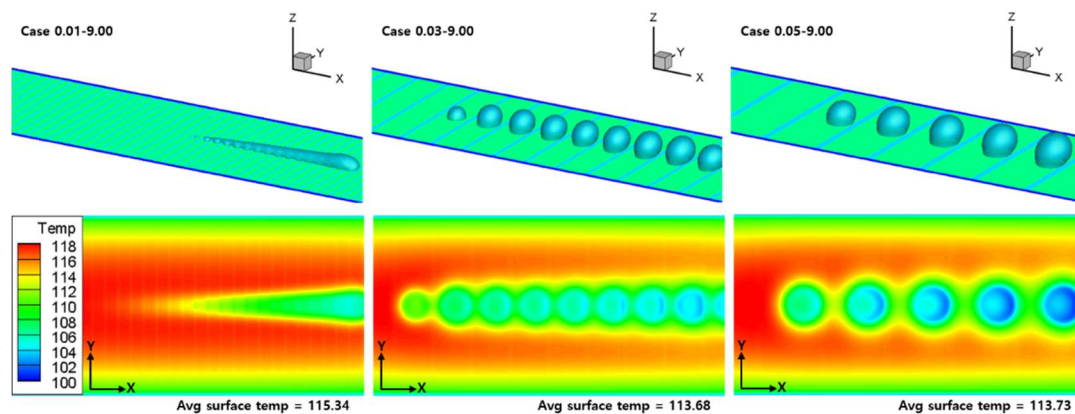 Case 0.01-9.00
Case 0.03-9.00
Case 0.05-9.00
Z
Y
X
Z
Y
X
Z
Y
X
Temp
118
116
114
112
110
108
106
104
102
100
Y
X
Y
X
Y
X
Avg surface temp = 115.34
Avg surface temp = 113.68
Avg surface temp = 113.73